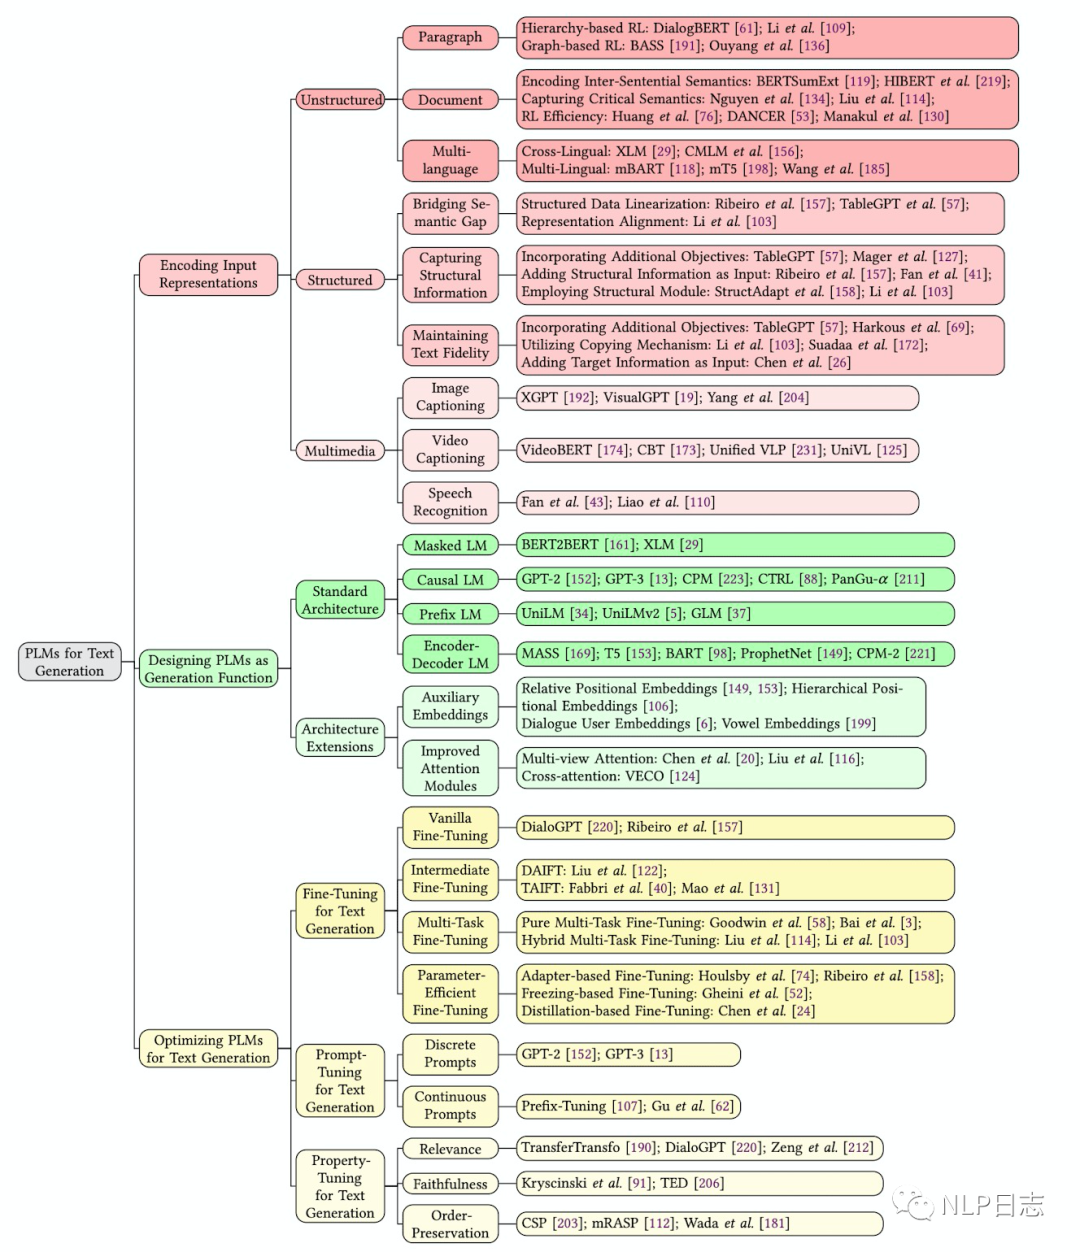 Paragraph
Hierarchy-based RL: DialogBERT [61]; Li et al. [109];
Graph-based RL: BASS [191]; Ouyang et al. [136]
Unstructured
Document
Encoding Inter-Sentential Semantics: BERTSumExt [119]; HIBERT et al. [219];
Capturing Critical Semantics: Nguyen et al. [134]; Liu et al. [114];
RL Efficiency: Huang et al. [76]; DANCER [53]; Manakul et al. [130]
Multi-
language
Cross-Lingual: XLM [29]; CMLM et al. [156];
Multi-Lingual: mBART [118]; mT5 [198]; Wang et al. [185]
Encoding Input
Representations
Structured
Bridging Se-
mantic Gap
Structured Data Linearization: Ribeiro et al. [157]; TableGPT et al. [57];
Representation Alignment: Li et al. [103]
Capturing
Structural
Information
Incorporating Additional Objectives: TableGPT [57]; Mager et al. [127];
Adding Structural Information as Input: Ribeiro et al. [157]; Fan et al. [41];
Employing Structural Module: StructAdapt et al. [158]; Li et al. [103]
Maintaining
Text Fidelity
Incorporating Additional Objectives: TableGPT [57]; Harkous et al. [69];
Utilizing Copying Mechanism: Li et al. [103]; Suadaa et al. [172];
Adding Target Information as Input: Chen et al. [26]
Multimedia
Image
Captioning
XGPT [192]; VisualGPT [19]; Yang et al. [204]
Video
Captioning
VideoBERT [174]; CBT [173]; Unified VLP [231]; UniVL [125]
Speech
Recognition
Fan et al. [43]; Liao et al. [110]
PLMs for Text
Generation
Designing PLMs as
Generation Function
Standard
Architecture
Masked LM
BERT2BERT [161]; XLM [29]
Causal LM
GPT-2 [152]; GPT-3 [13]; CPM [223]; CTRL [88]; PanGu-α [211]
Prefix LM
UniLM [34]; UniLMv2 [5]; GLM [37]
Encoder-
Decoder LM
MASS [169]; T5 [153]; BART [98]; ProphetNet [149]; CPM-2 [221]
Architecture
Extensions
Auxiliary
Embeddings
Relative Positional Embeddings [149, 153]; Hierarchical Posi-
tional Embeddings [106];
Dialogue User Embeddings [6]; Vowel Embeddings [199]
Improved
Attention
Modules
Multi-view Attention: Chen et al. [20]; Liu et al. [116];
Cross-attention: VECO [124]
Optimizing PLMs
for Text Generation
Fine-Tuning
for Text
Generation
Vanilla
Fine-Tuning
DialoGPT [220]; Ribeiro et al. [157]
Intermediate
Fine-Tuning
DAIFT: Liu et al. [122];
TAIFT: Fabbri et al. [40]; Mao et al. [131]
Multi-Task
Fine-Tuning
Pure Multi-Task Fine-Tuning: Goodwin et al. [58]; Bai et al. [3];
Hybrid Multi-Task Fine-Tuning: Liu et al. [114]; Li et al. [103]
Parameter-
Efficient
Fine-Tuning
Adapter-based Fine-Tuning: Houlsby et al. [74]; Ribeiro et al. [158];
Freezing-based Fine-Tuning: Gheini et al. [52];
Distillation-based Fine-Tuning: Chen et al. [24]
Prompt-
Tuning
for Text
Generation
Discrete
Prompts
GPT-2 [152]; GPT-3 [13]
Continuous
Prompts
Prefix-Tuning [107]; Gu et al. [62]
Property-
Tuning
for Text
Generation
Relevance
TransferTransfo [190]; DialoGPT [220]; Zeng et al. [212]
Faithfulness
Kryscinski et al. [91]; TED [206]
Order-
Preservation
CSP [203]; mRASP [112]; Wada et al. [181]
NLP日志